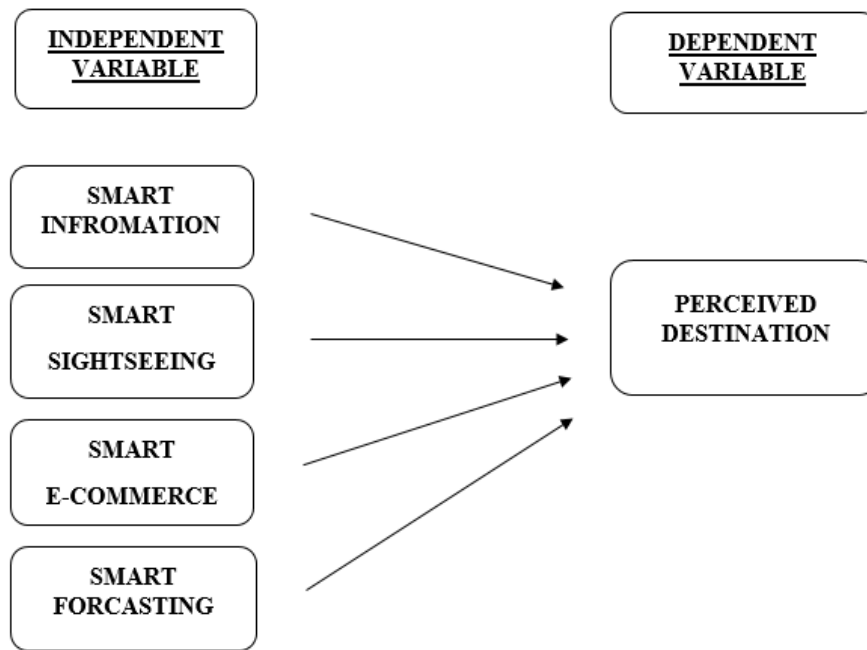 INDEPENDENT
VARIABLE
DEPENDENT
VARIABLE
SMART
INFROMATION
SMART
SIGHTSEEING
SMART
E-COMMERCE
SMART
FORCASTING
PERCEIVED
DESTINATION